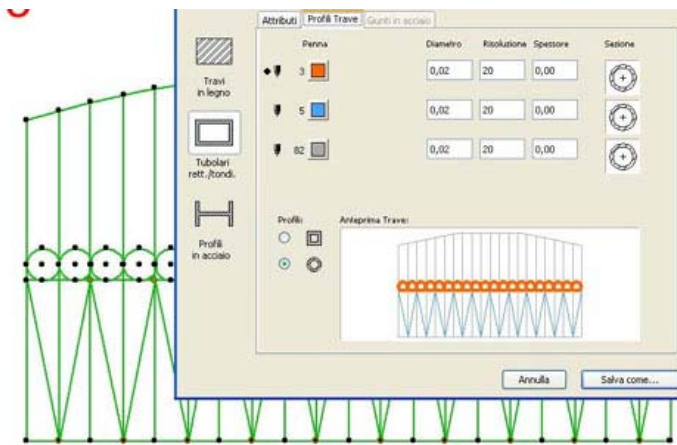 Attributi
Profili Trave
Giunti in acciaio
Penna
Diametro
Risoluzione
Spessore
Sezione
Travi
in legno
3
0,02
20
0,00
5
0,02
20
0,00
Tubolari
rett./tondi.
82
0,02
20
0,00
Profili
in acciaio
Profili:
Anteprima Trave:
Annulla
Salva come...